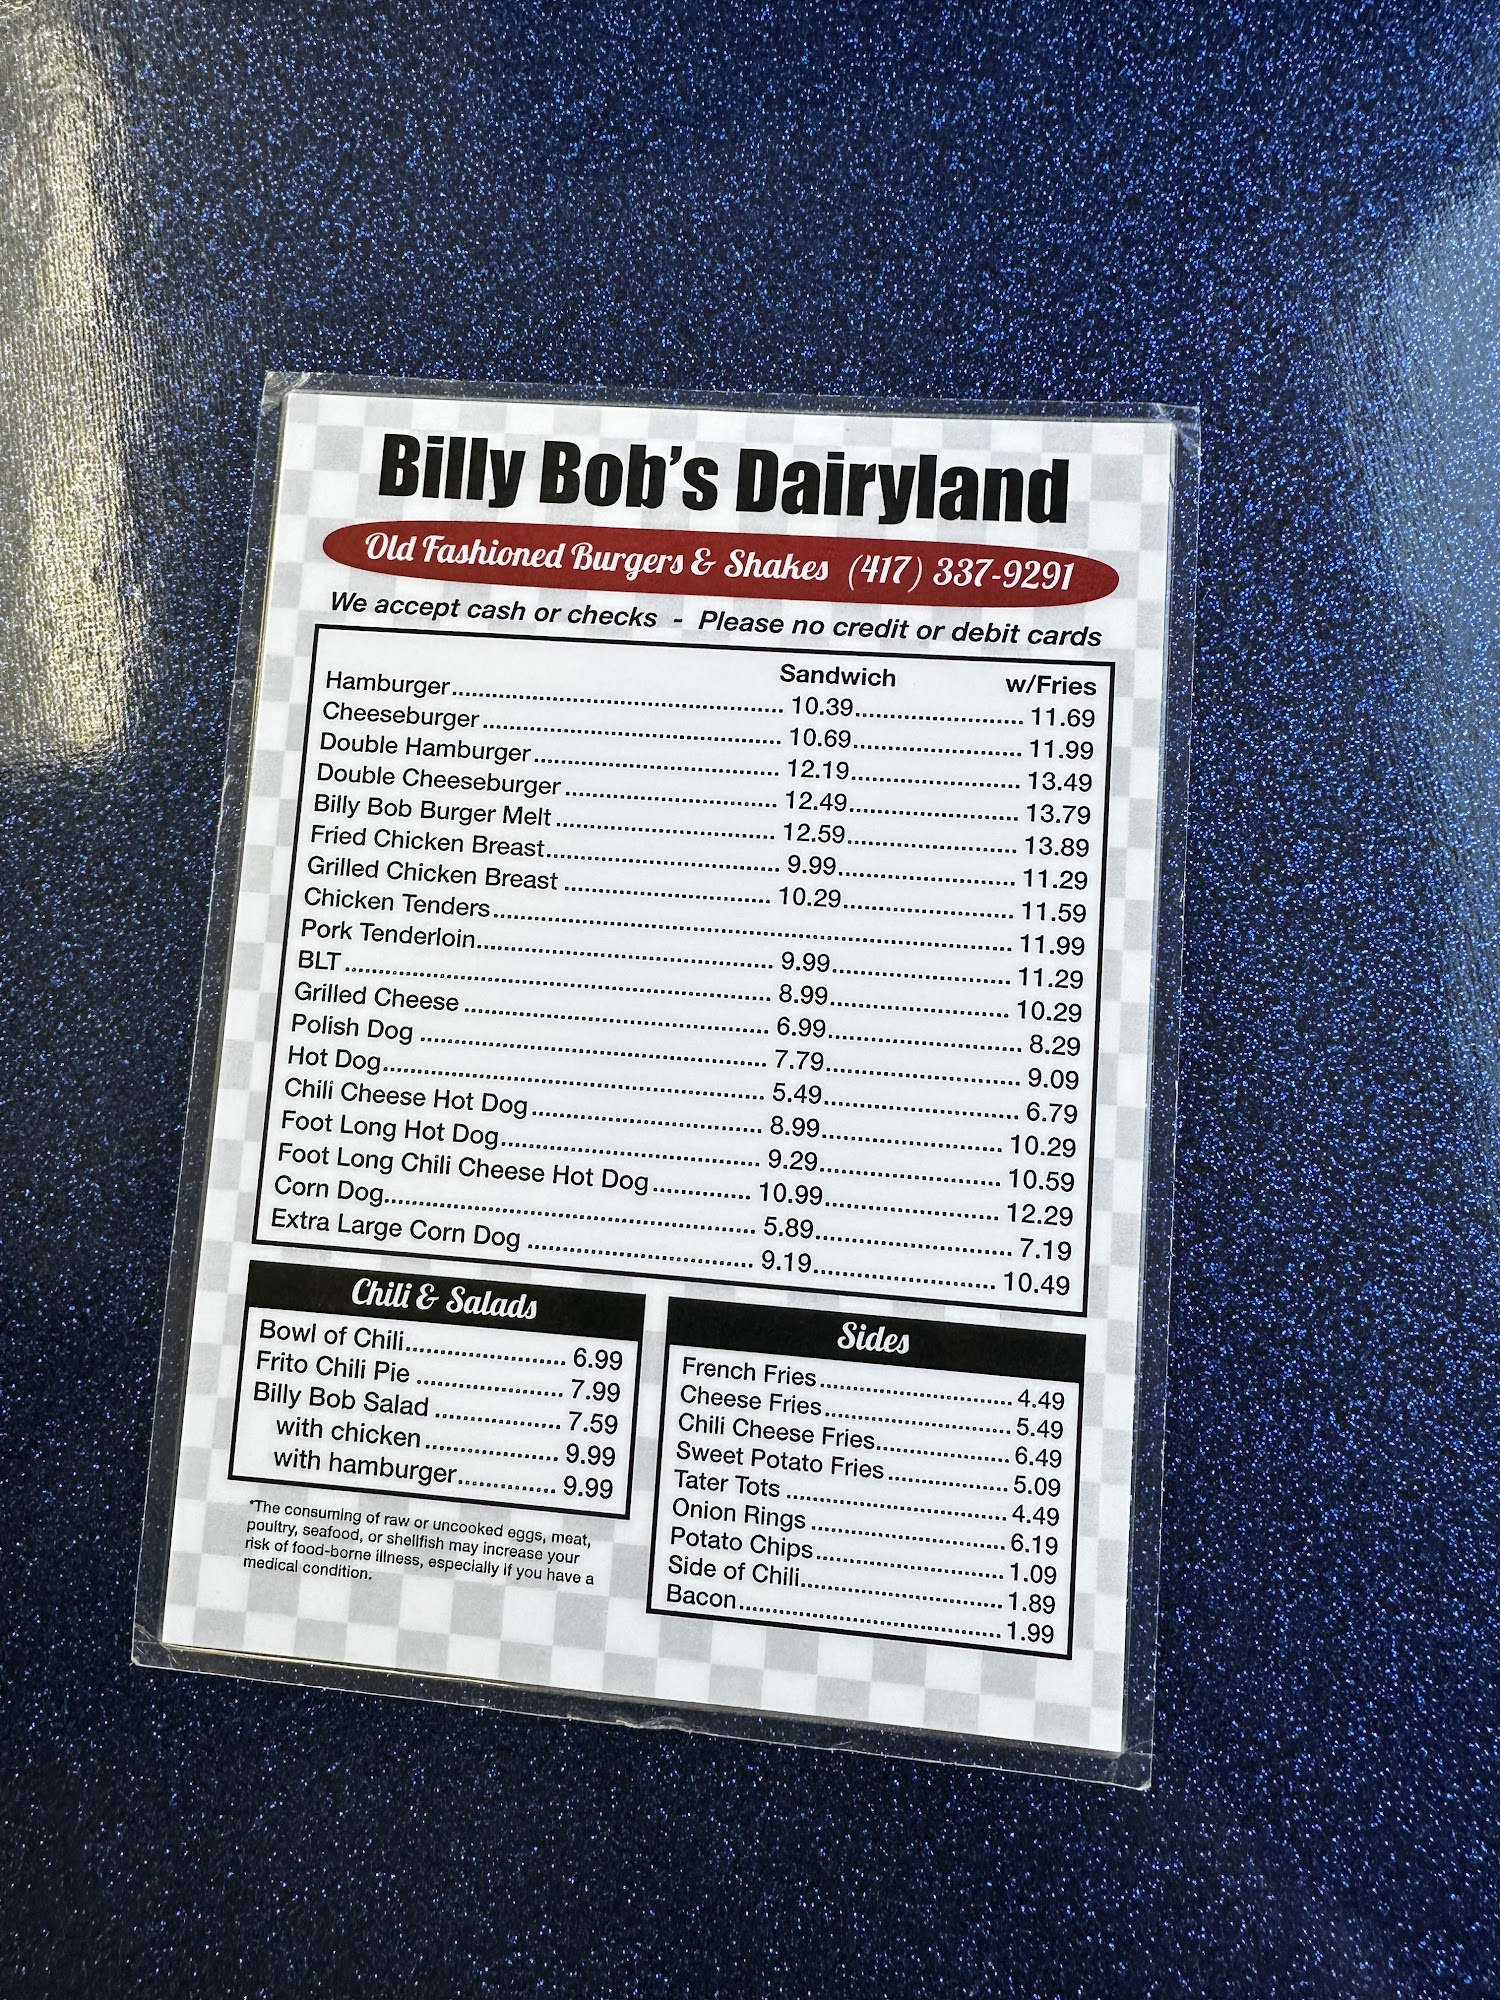 Billy Bob's Dairyland
Old Fashioned Burgers & Shakes (417) 337-9291
We accept cash or checks - Please no credit or debit cards
Sandwich w/Fries
Hamburger 10.39 11.69
Cheeseburger 10.69 11.99
Double Hamburger 12.19 13.49
Double Cheeseburger 12.49 13.79
Billy Bob Burger Melt 12.59 13.89
Fried Chicken Breast 9.99 11.29
Grilled Chicken Breast 10.29 11.59
Chicken Tenders 11.99
Pork Tenderloin 9.99 11.29
BLT 8.99 10.29
Grilled Cheese 6.99 8.29
Polish Dog 7.79 9.09
Hot Dog 5.49 6.79
Chili Cheese Hot Dog 8.99 10.29
Foot Long Hot Dog 9.29 10.59
Foot Long Chili Cheese Hot Dog 10.99 12.29
Corn Dog 5.89 7.19
Extra Large Corn Dog 9.19 10.49
Chili & Salads
Bowl of Chili 6.99
Frito Chili Pie 7.99
Billy Bob Salad 7.59
with chicken 9.99
with hamburger 9.99
*The consuming of raw or uncooked eggs, meat,
poultry, seafood, or shellfish may increase your
risk of food-borne illness, especially if you have a
medical condition.
Sides
French Fries 4.49
Cheese Fries 5.49
Chili Cheese Fries 6.49
Sweet Potato Fries 5.09
Tater Tots 4.49
Onion Rings 6.19
Potato Chips 1.09
Side of Chili 1.89
Bacon 1.99